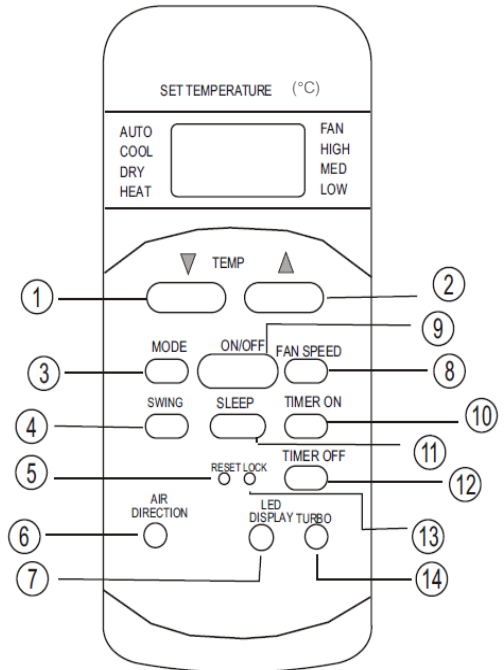 SET TEMPERATURE (°C)
AUTO
COOL
DRY
HEAT
FAN
HIGH
MED
LOW
▼ TEMP ▲
1
2
MODE
ON/OFF
FAN SPEED
9
3
8
SWING
SLEEP
TIMER ON
4
10
11
RESET LOCK
TIMER OFF
5
12
AIR
DIRECTION
LED
DISPLAY TURBO
6
13
7
14